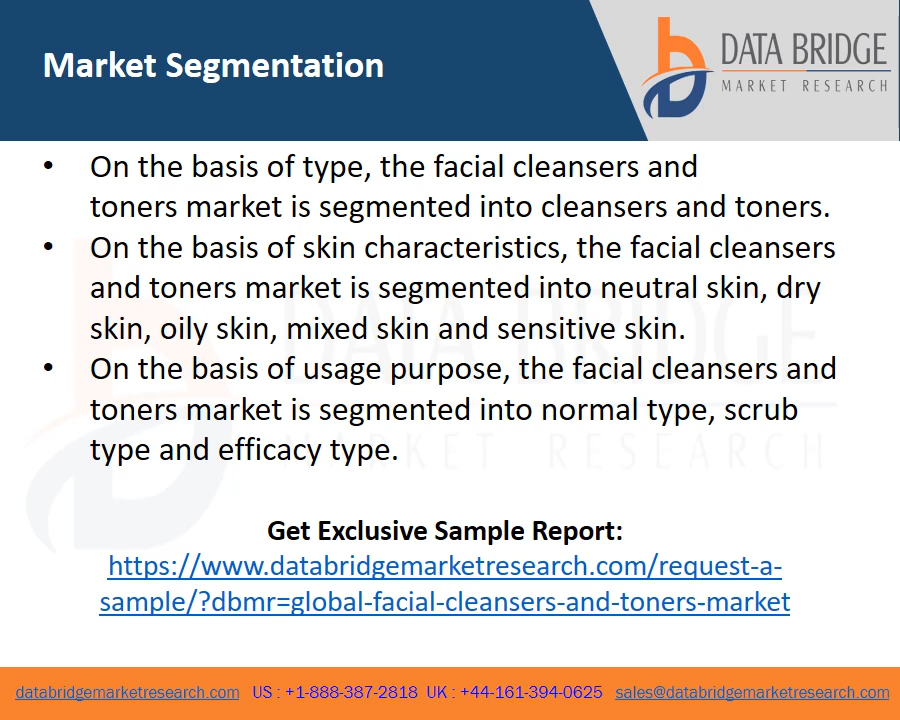 Market Segmentation
DATA BRIDGE
MARKET RESEARCH
• On the basis of type, the facial cleansers and
toners market is segmented into cleansers and toners.
• On the basis of skin characteristics, the facial cleansers
and toners market is segmented into neutral skin, dry
skin, oily skin, mixed skin and sensitive skin.
• On the basis of usage purpose, the facial cleansers and
toners market is segmented into normal type, scrub
type and efficacy type.
DATA BRIDGE
MARKET RESEARCH
Get Exclusive Sample Report:
https://www.databridgemarketresearch.com/request-a-
sample/?dbmr=global-facial-cleansers-and-toners-market
databridgemarketresearch.com US : +1-888-387-2818 UK : +44-161-394-0625 sales@databridgemarketresearch.com